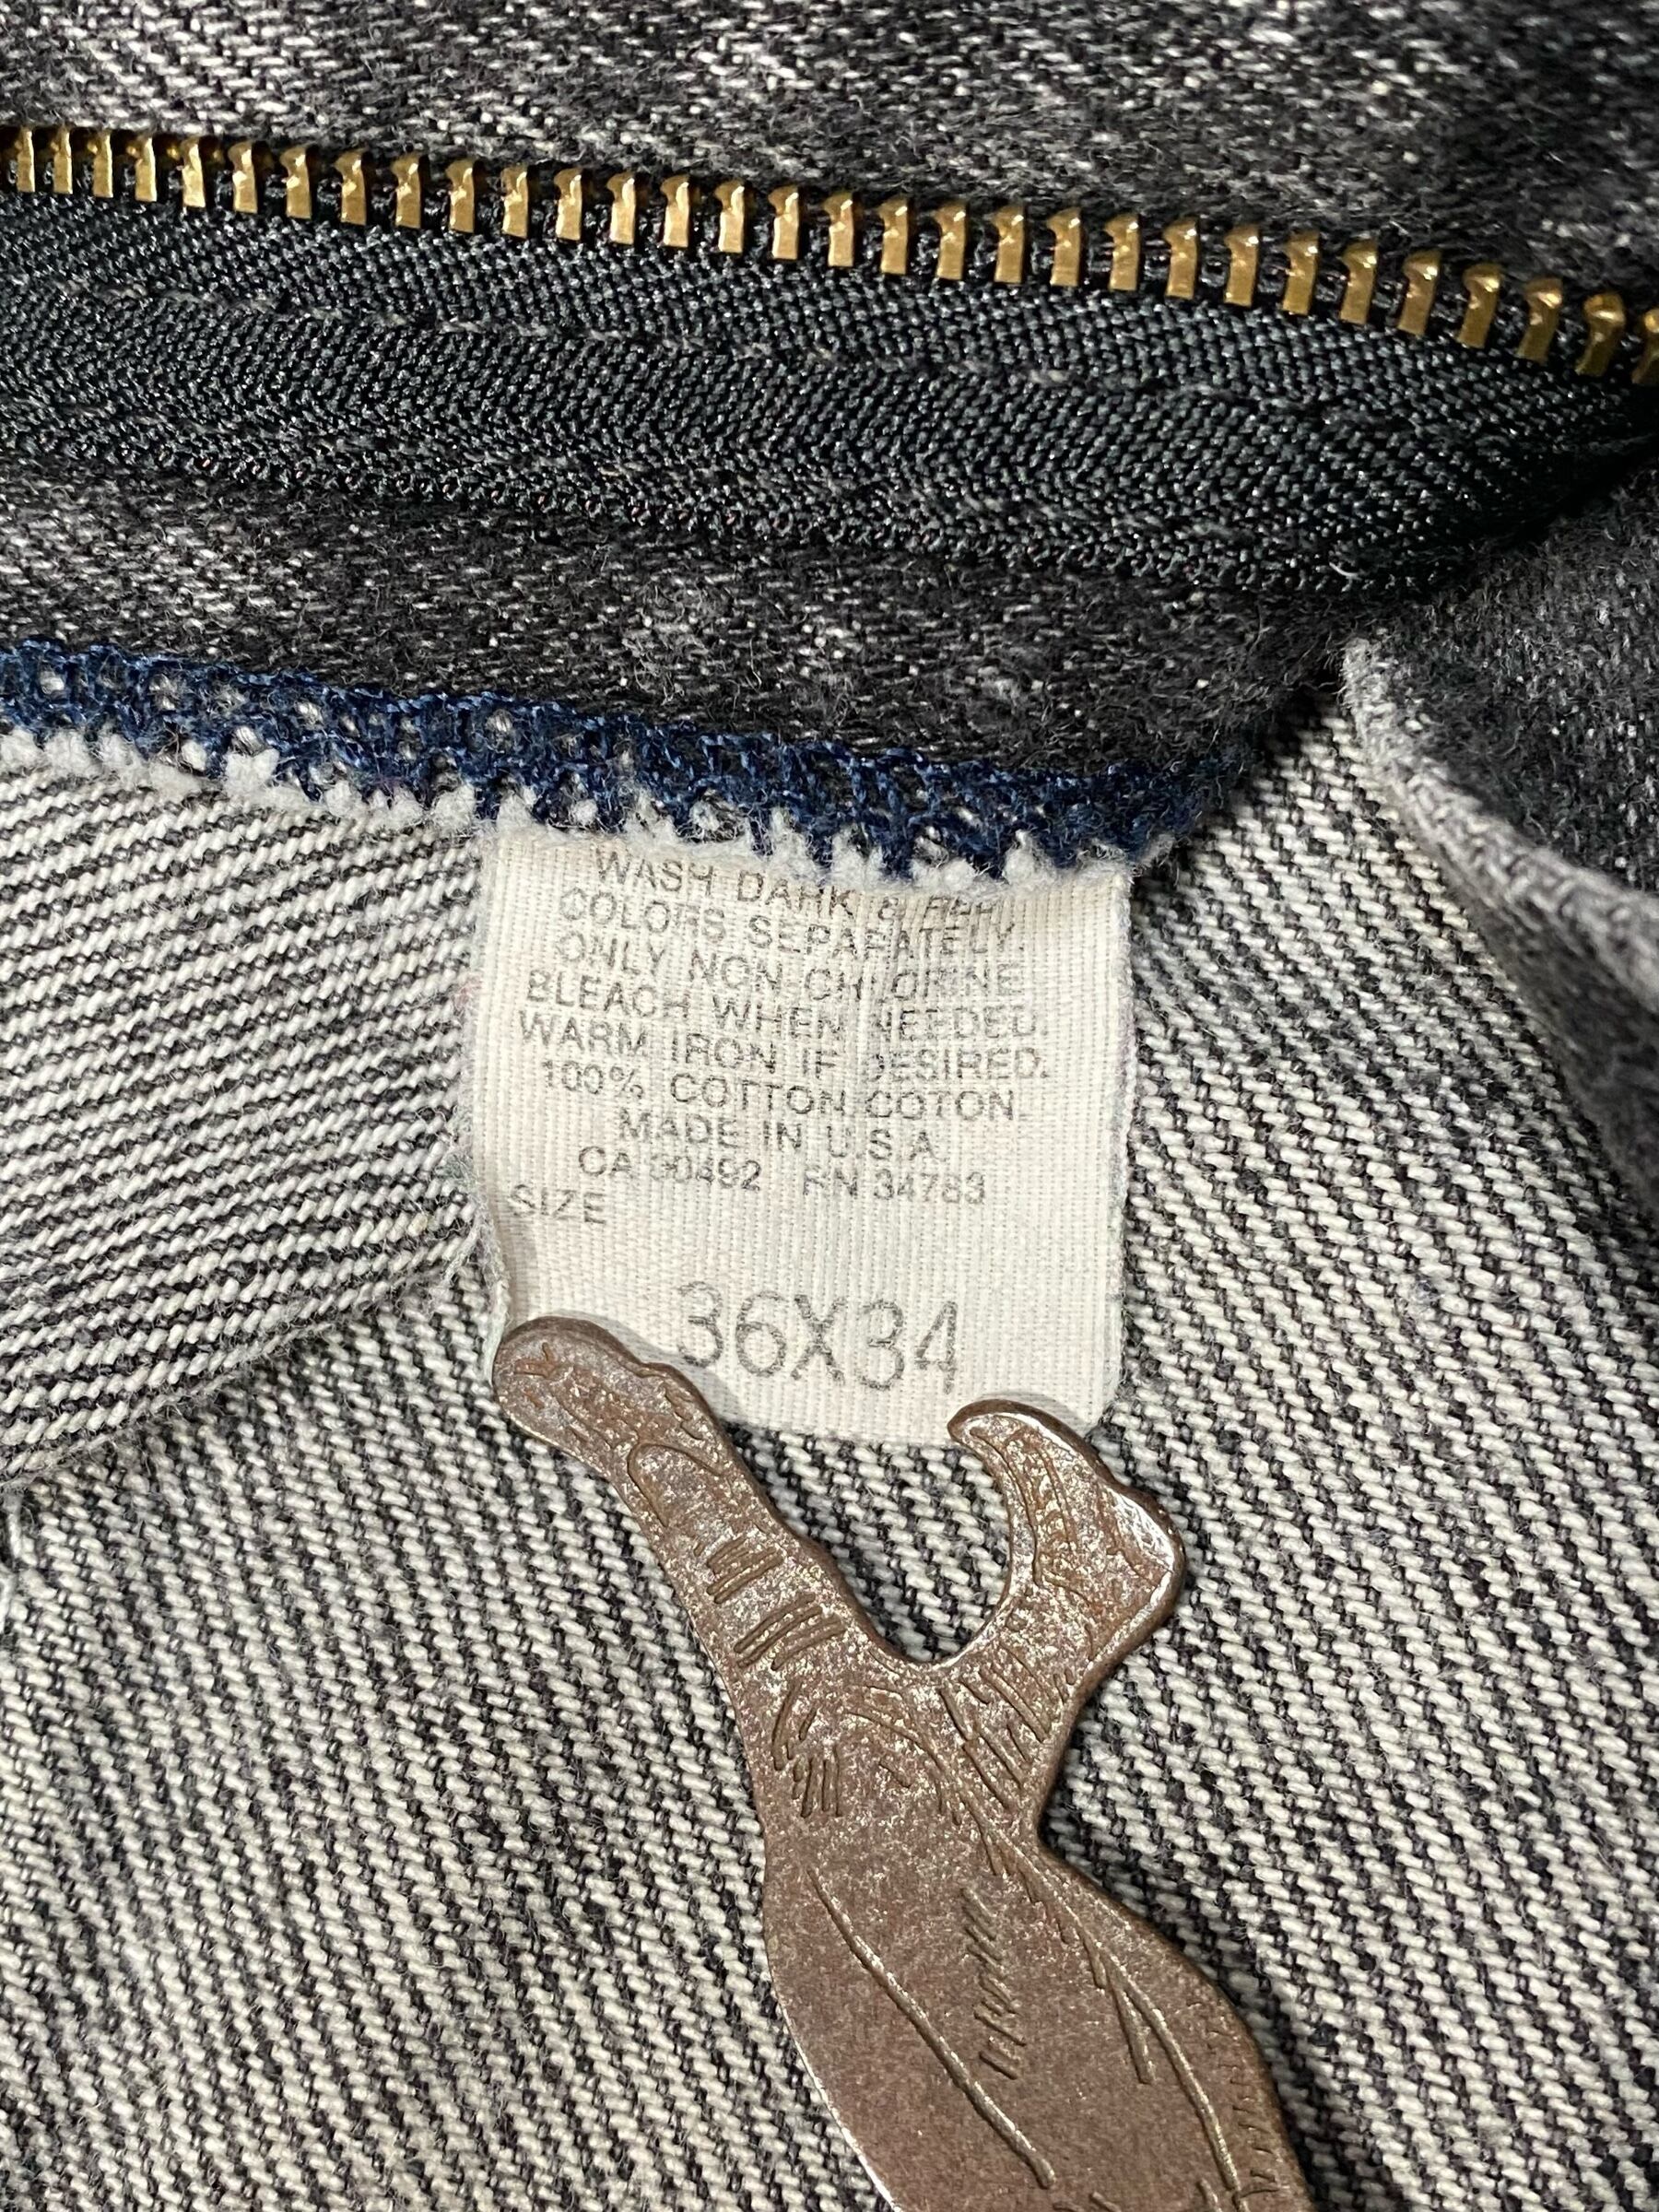 WASH DARK &
COLORS SEPARATELY.
ONLY NON-CHLORINE
BLEACH WHEN NEEDED.
WARM IRON IF DESIRED.
100% COTTON.COTON.
MADE IN U.S.A.
CA 30492 RN 34783
SIZE
36X34